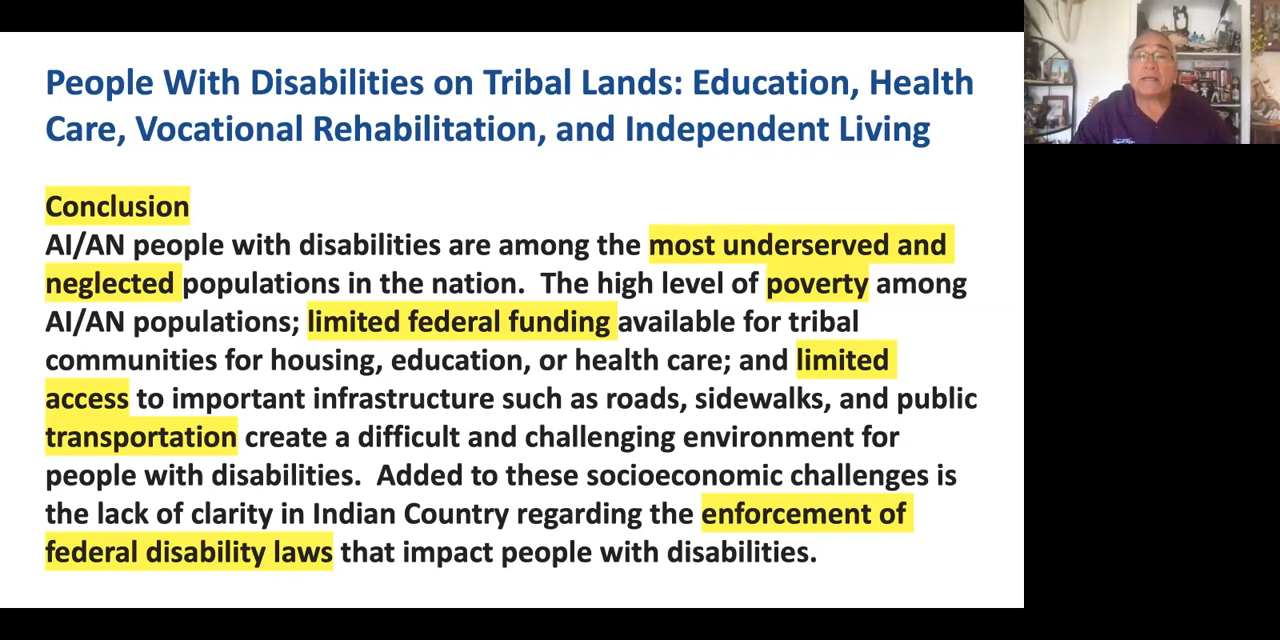 People With Disabilities on Tribal Lands: Education, Health
Care, Vocational Rehabilitation, and Independent Living
Conclusion
AI/AN people with disabilities are among the most underserved and
neglected populations in the nation.  The high level of poverty among
AI/AN populations; limited federal funding available for tribal
communities for housing, education, or health care; and limited
access to important infrastructure such as roads, sidewalks, and public
transportation create a difficult and challenging environment for
people with disabilities.  Added to these socioeconomic challenges is
the lack of clarity in Indian Country regarding the enforcement of
federal disability laws that impact people with disabilities.